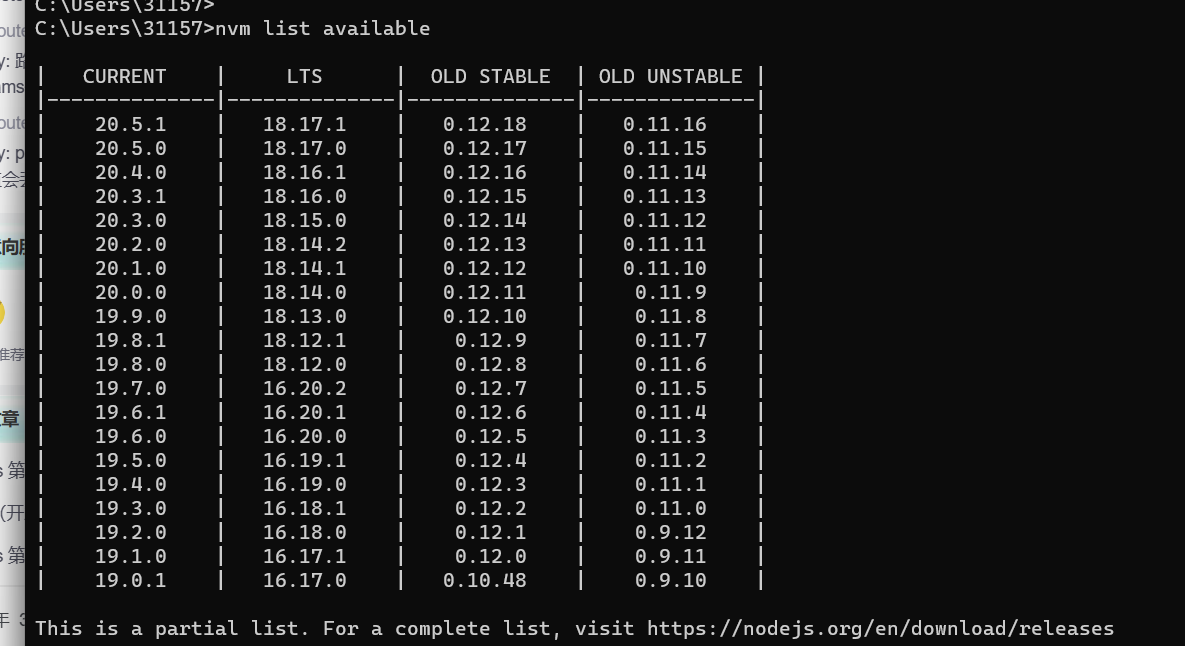 C:\Users\31157>
C:\Users\31157>nvm list available
|   CURRENT    |     LTS      |  OLD STABLE  | OLD UNSTABLE |
|--------------|--------------|--------------|--------------|
|    20.5.1    |   18.17.1    |   0.12.18    |   0.11.16    |
|    20.5.0    |   18.17.0    |   0.12.17    |   0.11.15    |
|    20.4.0    |   18.16.1    |   0.12.16    |   0.11.14    |
|    20.3.1    |   18.16.0    |   0.12.15    |   0.11.13    |
|    20.3.0    |   18.15.0    |   0.12.14    |   0.11.12    |
|    20.2.0    |   18.14.2    |   0.12.13    |   0.11.11    |
|    20.1.0    |   18.14.1    |   0.12.12    |   0.11.10    |
|    20.0.0    |   18.14.0    |   0.12.11    |    0.11.9    |
|    19.9.0    |   18.13.0    |   0.12.10    |    0.11.8    |
|    19.8.1    |   18.12.1    |    0.12.9    |    0.11.7    |
|    19.8.0    |   18.12.0    |    0.12.8    |    0.11.6    |
|    19.7.0    |   16.20.2    |    0.12.7    |    0.11.5    |
|    19.6.1    |   16.20.1    |    0.12.6    |    0.11.4    |
|    19.6.0    |   16.20.0    |    0.12.5    |    0.11.3    |
|    19.5.0    |   16.19.1    |    0.12.4    |    0.11.2    |
|    19.4.0    |   16.19.0    |    0.12.3    |    0.11.1    |
|    19.3.0    |   16.18.1    |    0.12.2    |    0.11.0    |
|    19.2.0    |   16.18.0    |    0.12.1    |    0.9.12    |
|    19.1.0    |   16.17.1    |    0.12.0    |    0.9.11    |
|    19.0.1    |   16.17.0    |   0.10.48    |    0.9.10    |
This is a partial list. For a complete list, visit https://nodejs.org/en/download/releases